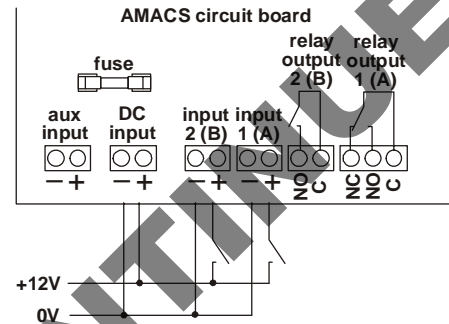 AMACS circuit board
relay relay
output output
2 (B) 1 (A)
fuse
aux DC input input
input input 2 (B) 1 (A)
− + − + − + − + NO C NC NO C
+12V
0V
TINUE